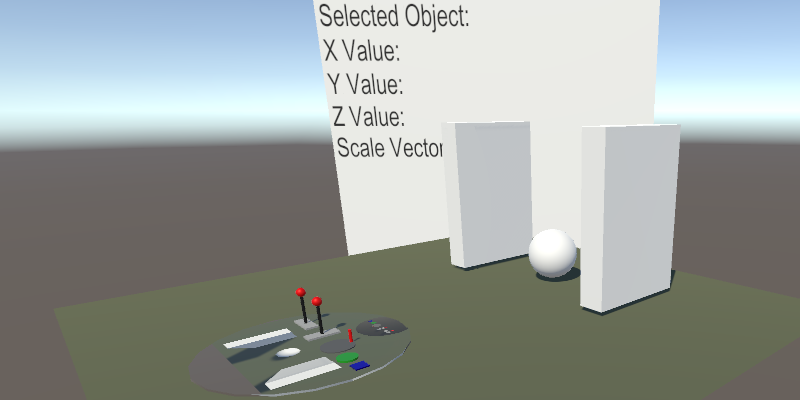 Selected Object:
X Value:
Y Value:
Z Value:
Scale Vector